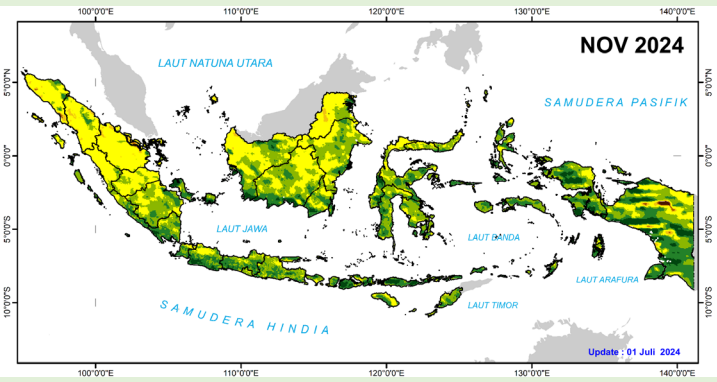 100°0'0"E 110°0'0"E 120°0'0"E 130°0'0"E 140°0'0"E
NOV 2024
LAUT NATUNA UTARA
5°0'0"N 5°0'0"N
SAMUDERA PASIFIK
0°0'0" 0°0'0"
LAUT JAWA
LAUT BANDA
5°0'0"S 5°0'0"S
LAUT ARAFURA
SAMUDERA HINDIA
LAUT TIMOR
10°0'0"S 10°0'0"S
Update : 01 Juli 2024
100°0'0"E 110°0'0"E 120°0'0"E 130°0'0"E 140°0'0"E